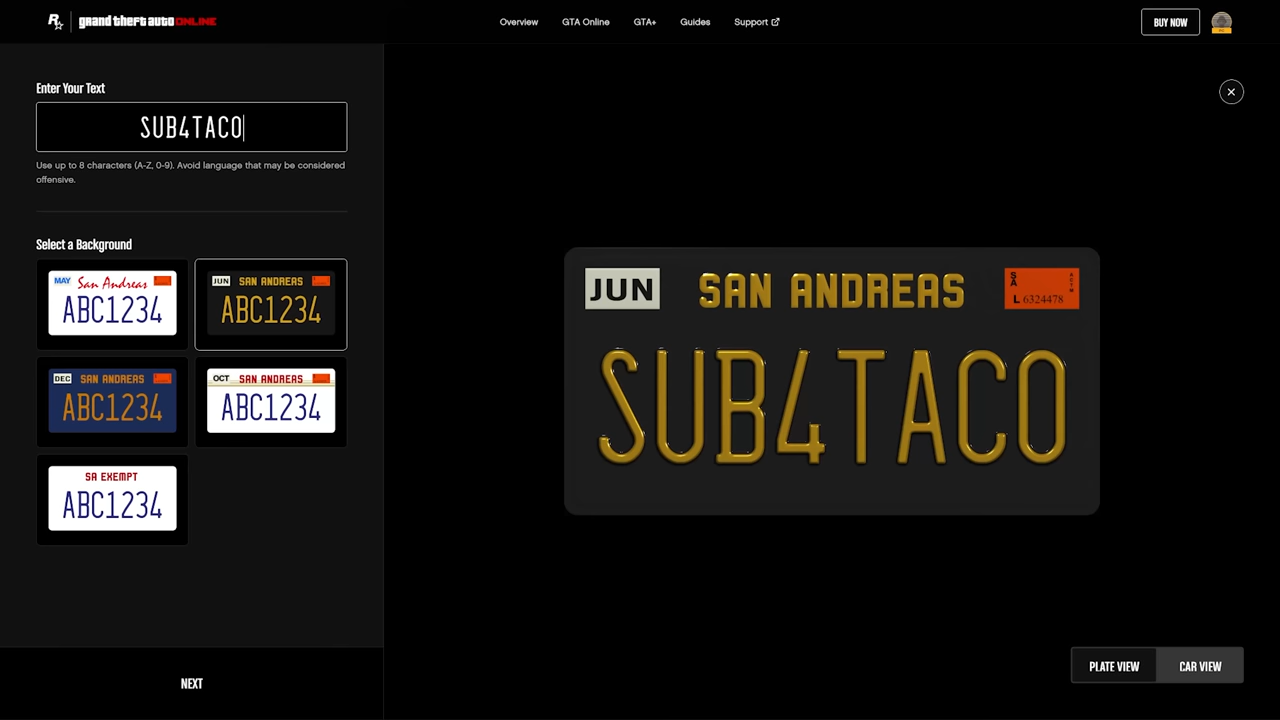 R
grand theft auto ONLINE
Overview
GTA Online
GTA+
Guides
Support
BUY NOW
Enter Your Text
SUB4TACO
Use up to 8 characters (A-Z, 0-9). Avoid language that may be considered
offensive.
Select a Background
MAY San Andreas
ABC1234
JUN SAN ANDREAS
ABC1234
DEC SAN ANDREAS
ABC1234
OCT SAN ANDREAS
ABC1234
SA EXEMPT
ABC1234
NEXT
JUN SAN ANDREAS
SA
L 6324478
SUB4TACO
PLATE VIEW
CAR VIEW